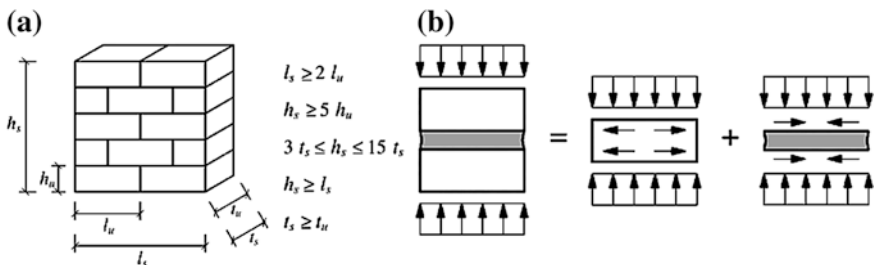 (a)
(b)
h_s
h_u
l_u
l_s
t_u
t_s
l_s ≥ 2 l_u
h_s ≥ 5 h_u
3 t_s ≤ h_s ≤ 15 t_s
h_s ≥ l_s
t_s ≥ t_u
=
+